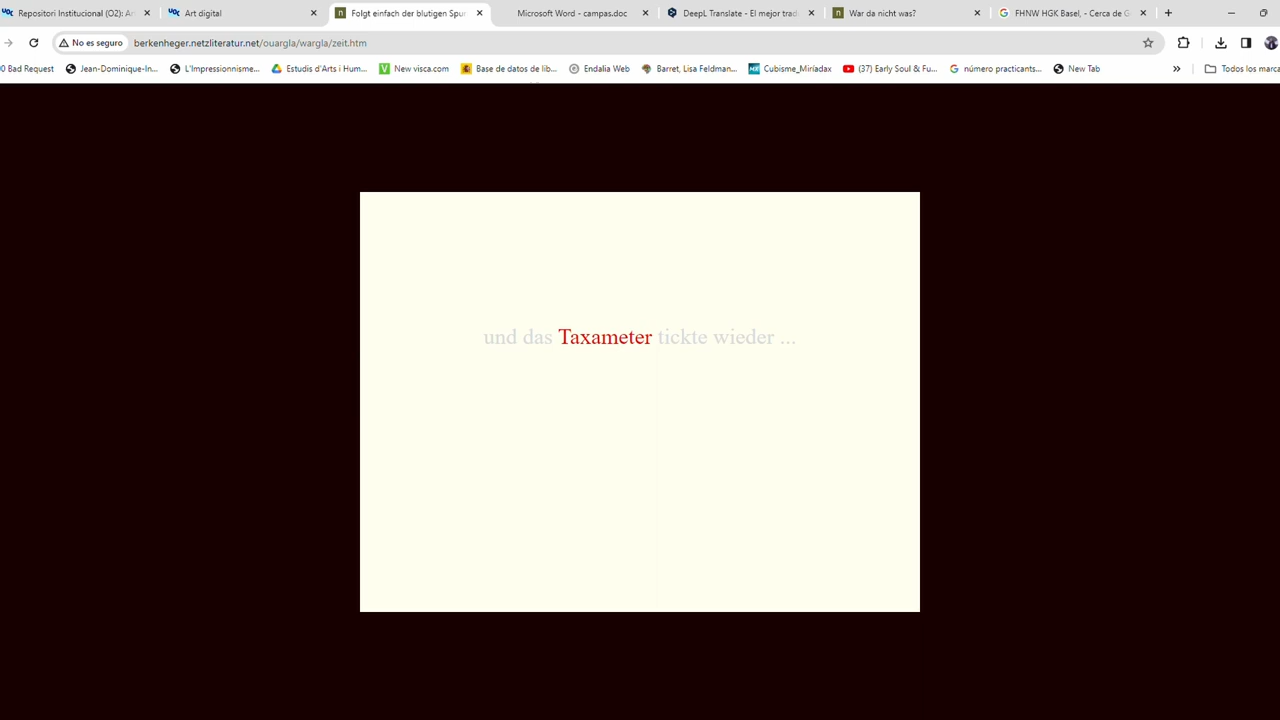 Repositori Institucional (O2): Ar
Art digital
Folgt einfach der blutigen Spur
Microsoft Word - campas.doc
DeepL Translate - El mejor trad
War da nicht was?
FHNW HGK Basel, - Cerca de G
No es seguro
berkenheger.netzliteratur.net/ouargla/wargla/zeit.htm
00 Bad Request
Jean-Dominique-In...
L'Impressionnisme...
Estudis d'Arts i Hum...
New visca.com
Base de datos de lib...
Endalia Web
Barret, Lisa Feldman...
Cubisme_Miríadax
(37) Early Soul & Fu...
número practicants...
New Tab
Todos los marca
und das Taxameter tickte wieder ...